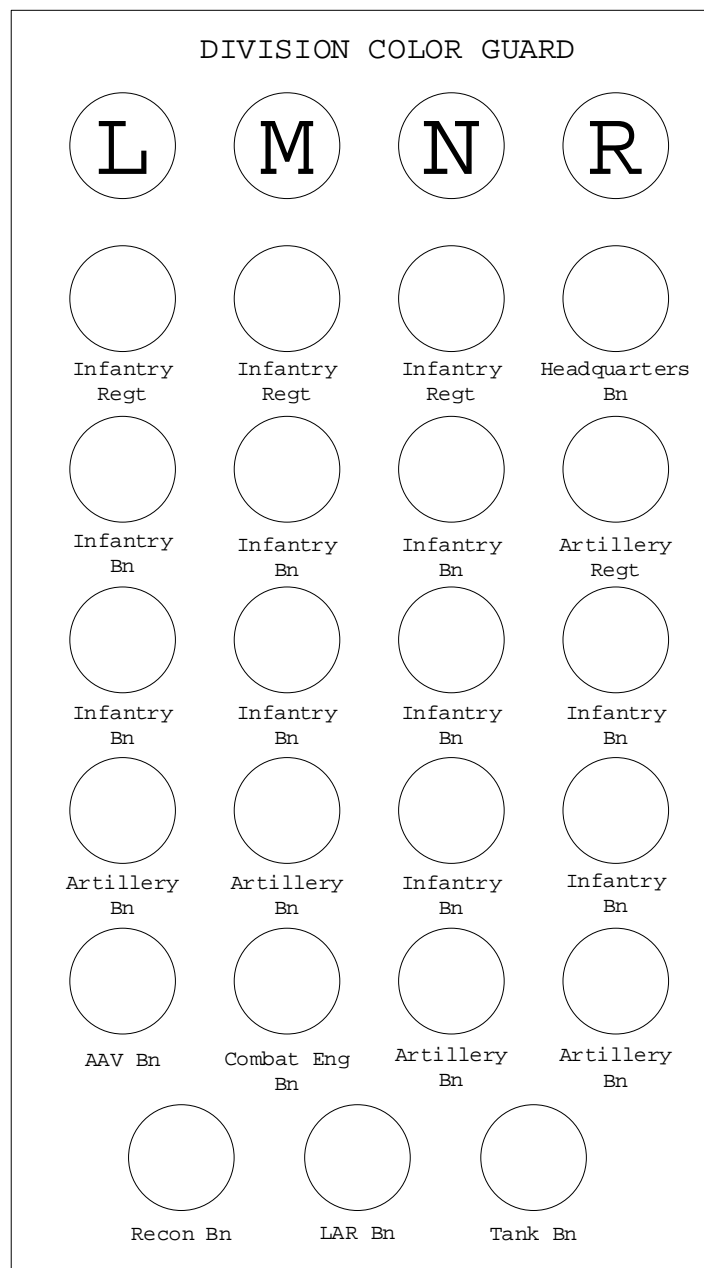 DIVISION COLOR GUARD
L M N R
Infantry Infantry Infantry Headquarters
Regt Regt Regt Bn
Infantry Infantry Infantry Artillery
Bn Bn Bn Regt
Infantry Infantry Infantry Infantry
Bn Bn Bn Bn
Artillery Artillery Infantry Infantry
Bn Bn Bn Bn
AAV Bn Combat Eng Artillery Artillery
Bn Bn Bn
Recon Bn LAR Bn Tank Bn